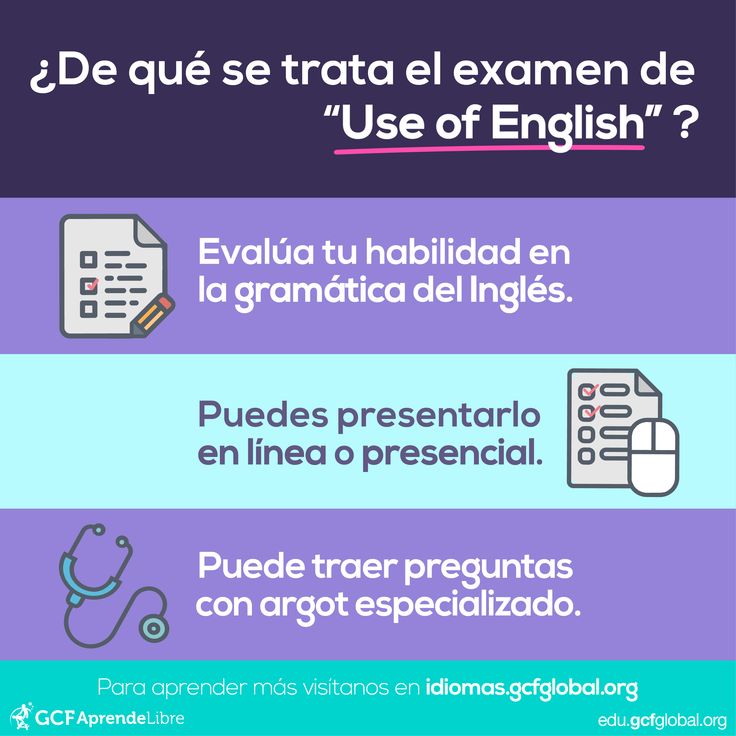 ¿De qué se trata el examen de
“Use of English” ?
Evalúa tu habilidad en
la gramática del Inglés.
Puedes presentarlo
en línea o presencial.
Puede traer preguntas
con argot especializado.
Para aprender más visítanos en idiomas.gcfglobal.org
GCFAprendeLibre
edu.gcfglobal.org